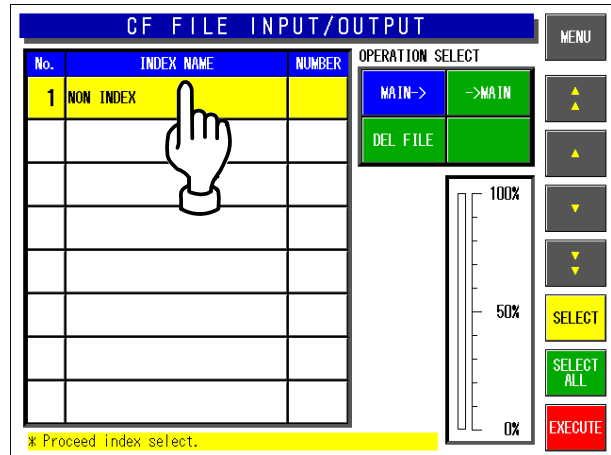 CF FILE INPUT/OUTPUT
MENU
No. INDEX NAME NUMBER
1 NON INDEX
OPERATION SELECT
MAIN-> ->MAIN
DEL FILE
100%
50%
0%
SELECT
SELECT
ALL
EXECUTE
* Proceed index select.